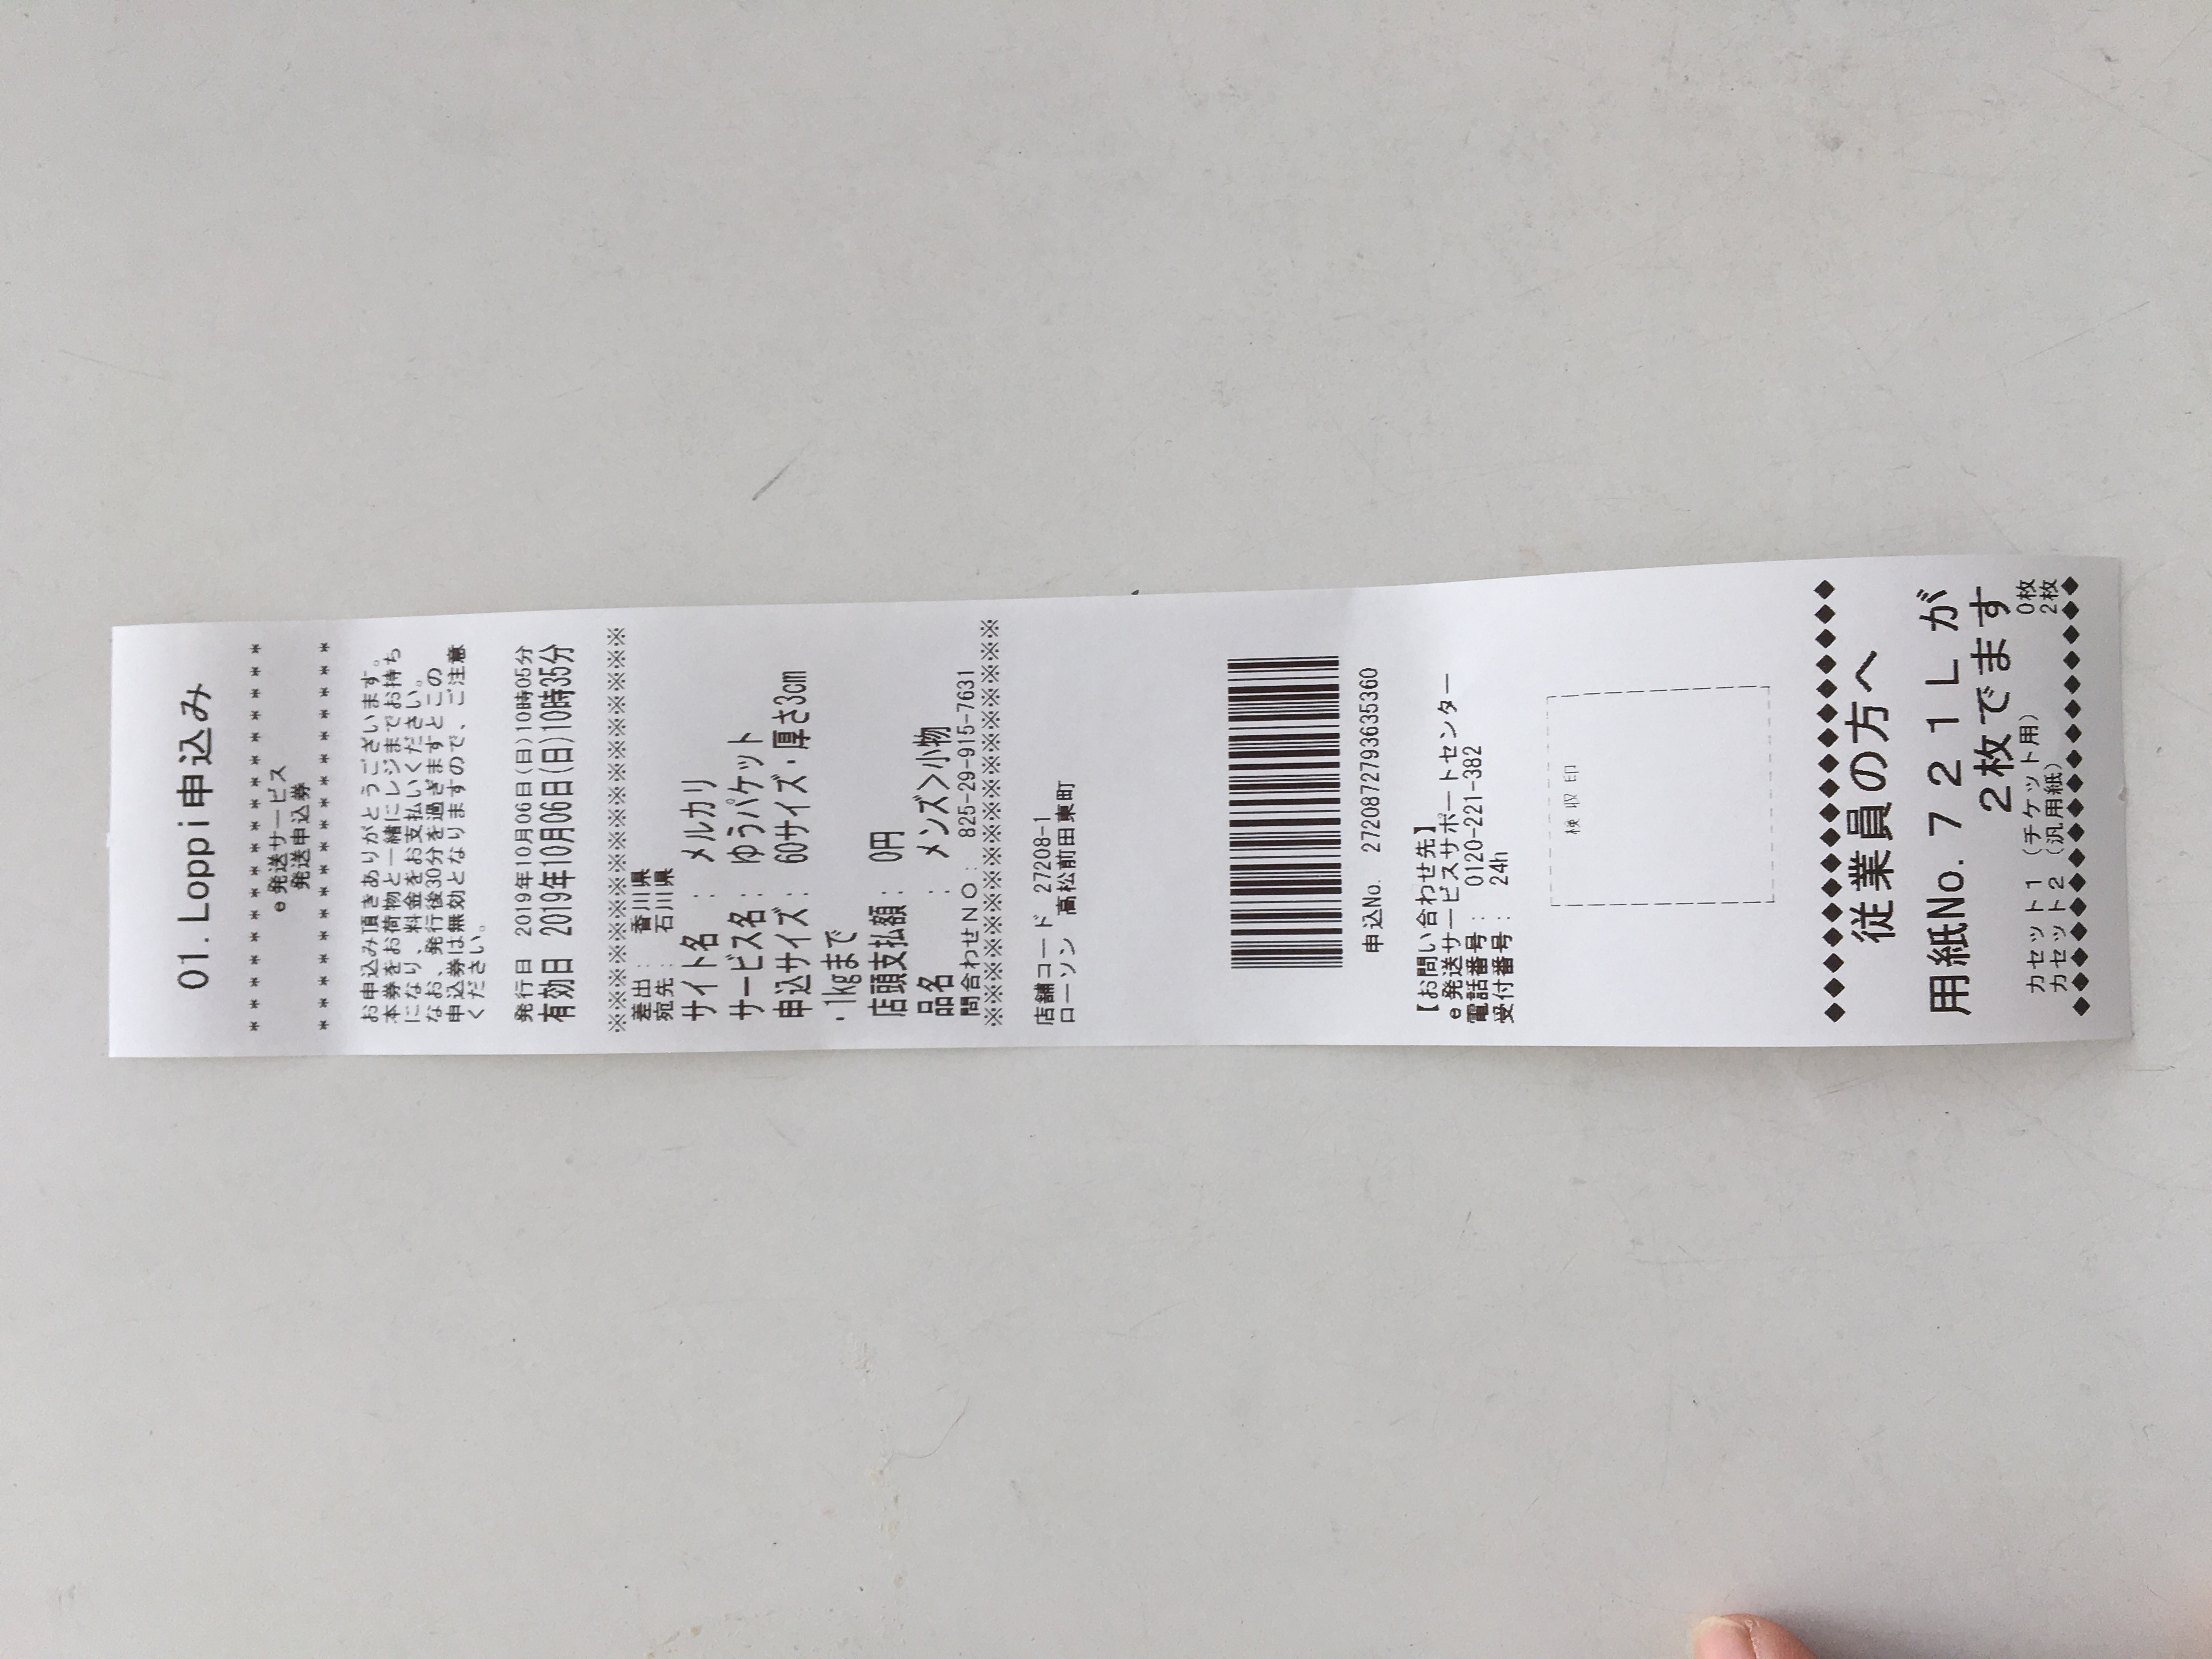 01.Loppi申込み
******************
e発送サービス
発送申込券
******************
お申込み頂きありがとうございます。
本券をお荷物と一緒にレジまでお持ち
になり、料金をお支払いください。
なお、発行後30分を過ぎますとこの
申込券は無効となりますので、ご注意
ください。
発行日 2019年10月06日(日)10時05分
有効日 2019年10月06日(日)10時35分
差出: 香川県
宛先: 石川県
サイト名 : メルカリ
サービス名: ゆうパケット
申込サイズ: 60サイズ・厚さ3cm
・1kgまで
店頭支払額: 0円
品名 : メンズ>小物
問合わせNO: 825-29-915-7631
店舗コード 27208-1
ローソン 高松前田東町
申込No. 2720872793635360
【お問い合わせ先】
e発送サービスサポートセンター
電話番号: 0120-221-382
受付番号: 24h
検収印
従業員の方へ
用紙No.721Lが
2枚でます
カセット1(チケット用) 0枚
カセット2(汎用紙) 2枚